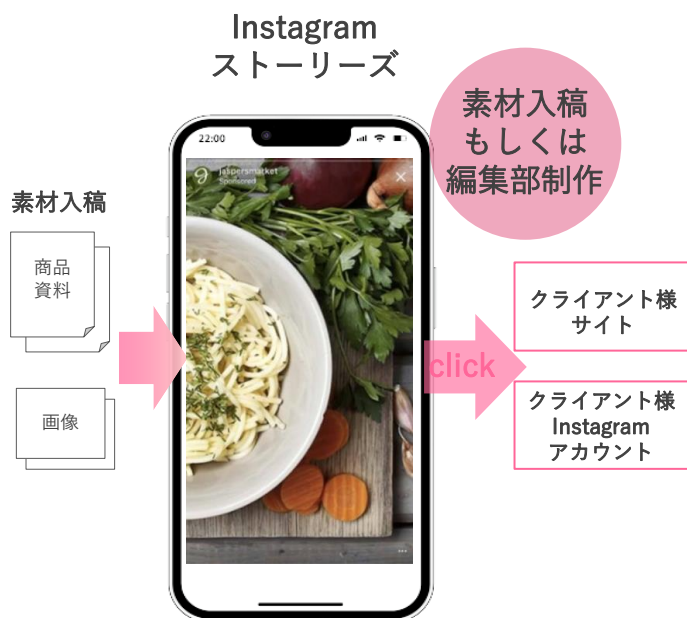 Instagram
ストーリーズ
素材入稿
もしくは
編集部制作
22:00
jaspersmarket
Sponsored
素材入稿
商品
資料
画像
click
クライアント様
サイト
クライアント様
Instagram
アカウント